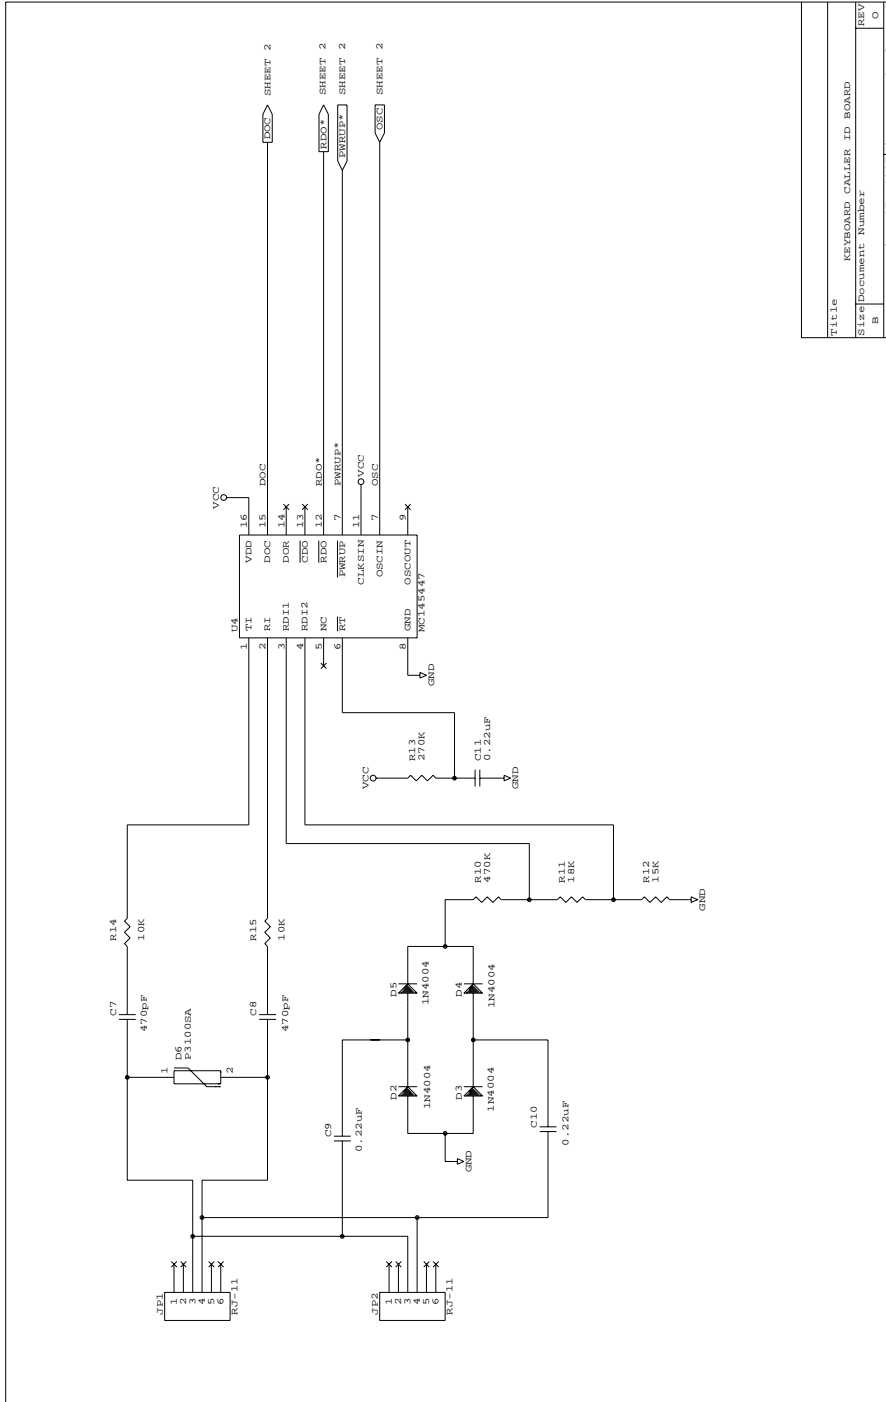 JP1
1
2
3
4
5
6
RJ-11
C7
470pF
R14
10K
1
D6
P3100SA
2
C8
470pF
R15
10K
U4
1
TI
2
RI
3
RDI1
4
RDI2
5
NC
6
RT
8
GND
GND
MC145447
VCC
VDD
16
DOC
15
DOC
DOC
SHEET 2
DOR
14
CDO
13
RDO
12
RDO*
RDO*
SHEET 2
PWRUP
7
PWRUP*
PWRUP*
SHEET 2
CLKSIN
11
VCC
OSCIN
7
OSC
OSC
SHEET 2
OSCOUT
9
VCC
R13
270K
C11
0.22uF
GND
JP2
1
2
3
4
5
6
RJ-11
C9
0.22uF
D2
1N4004
D5
1N4004
D3
1N4004
D4
1N4004
GND
C10
0.22uF
R10
470K
R11
18K
R12
15K
GND
Title
KEYBOARD CALLER ID BOARD
Size Document Number REV
B O